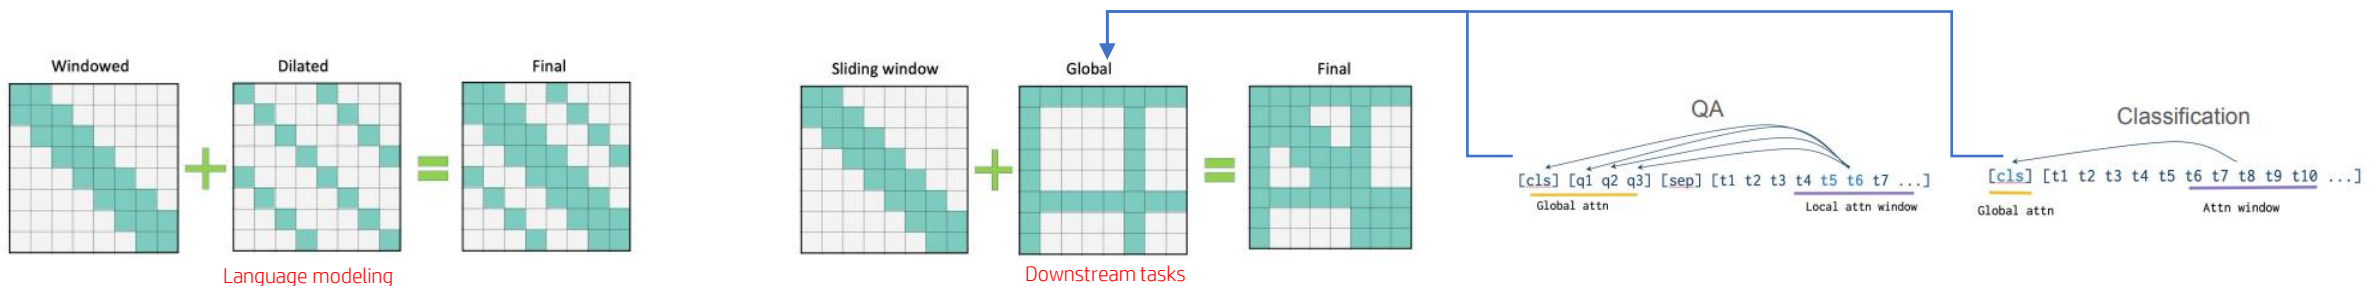 Windowed
Dilated
Final
Language modeling
Sliding window
Global
Final
Downstream tasks
QA
[cls] [q1 q2 q3] [sep] [t1 t2 t3 t4 t5 t6 t7 ...]
Global attn
Local attn window
Classification
[cls] [t1 t2 t3 t4 t5 t6 t7 t8 t9 t10 ...]
Global attn
Attn window